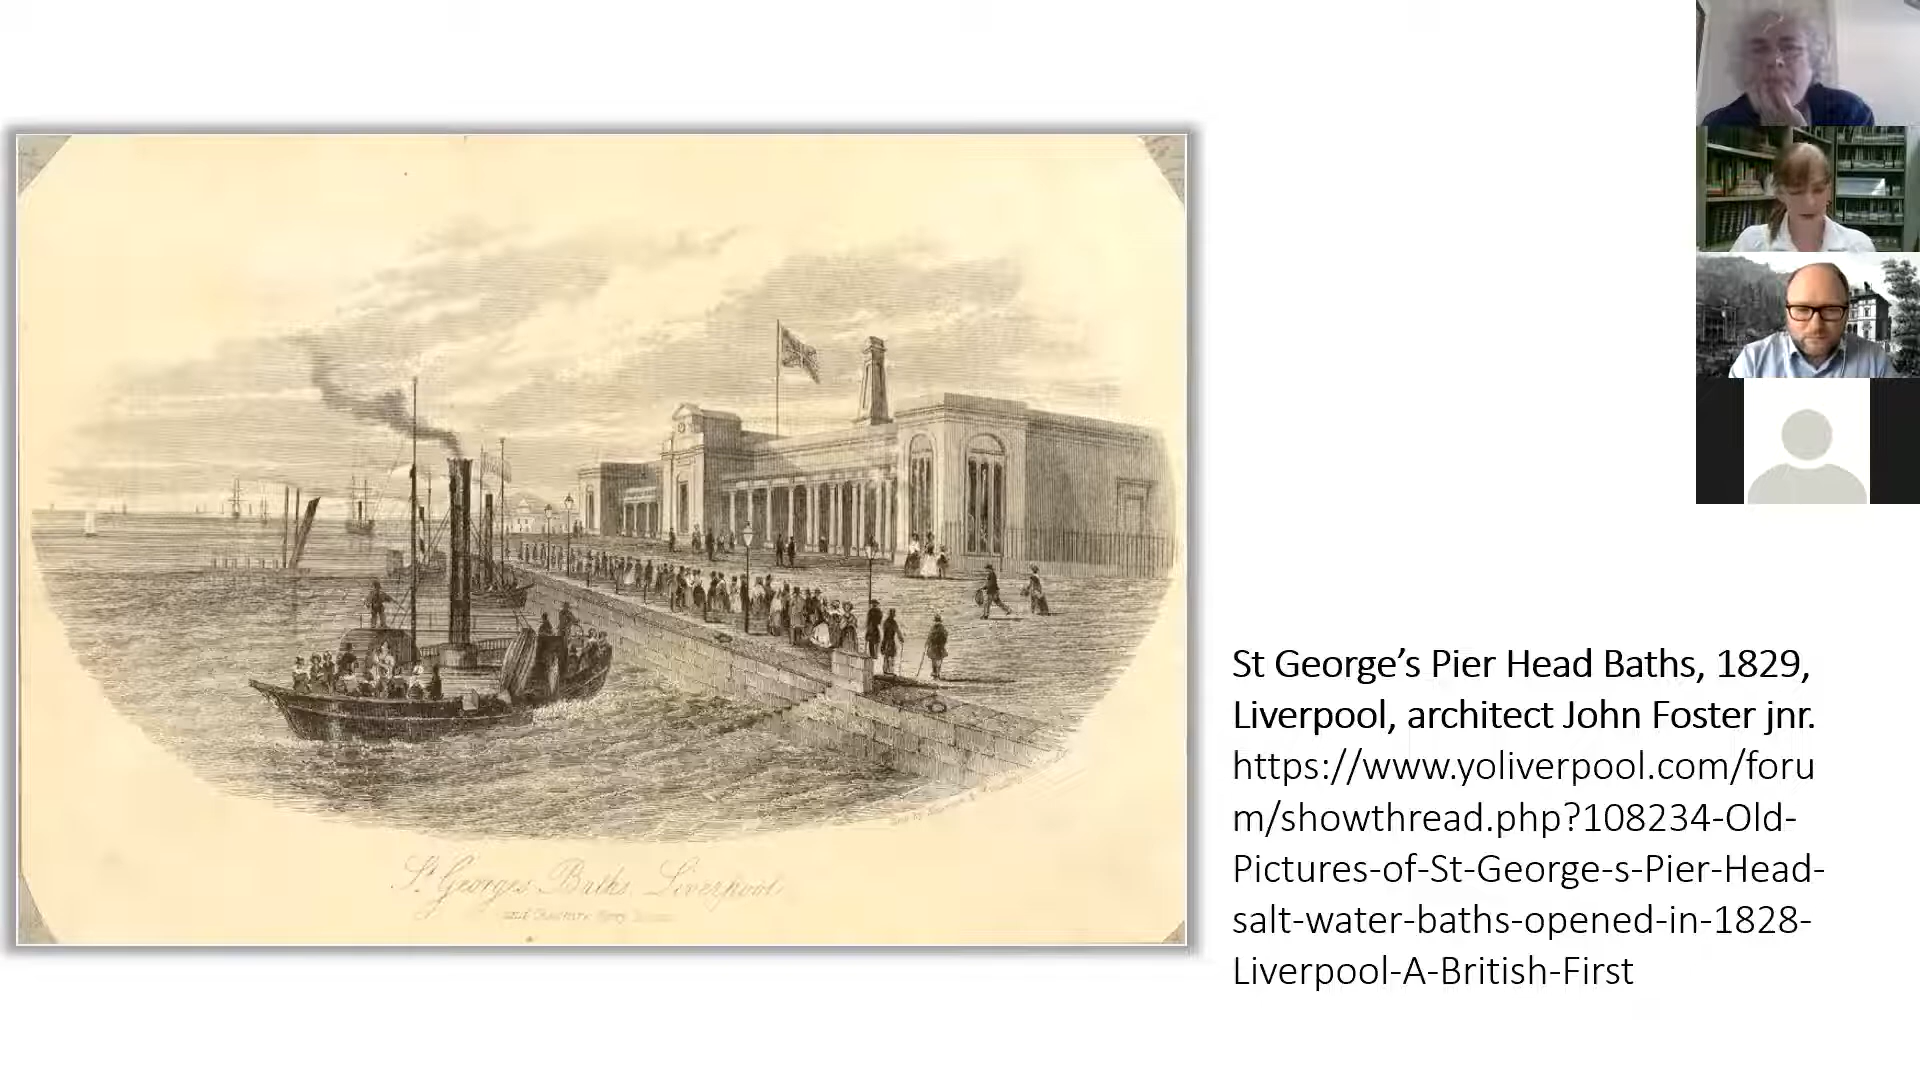 St Georges Baths, Liverpool
St George’s Pier Head Baths, 1829,
Liverpool, architect John Foster jnr.
https://www.yoliverpool.com/foru
m/showthread.php?108234-Old-
Pictures-of-St-George-s-Pier-Head-
salt-water-baths-opened-in-1828-
Liverpool-A-British-First